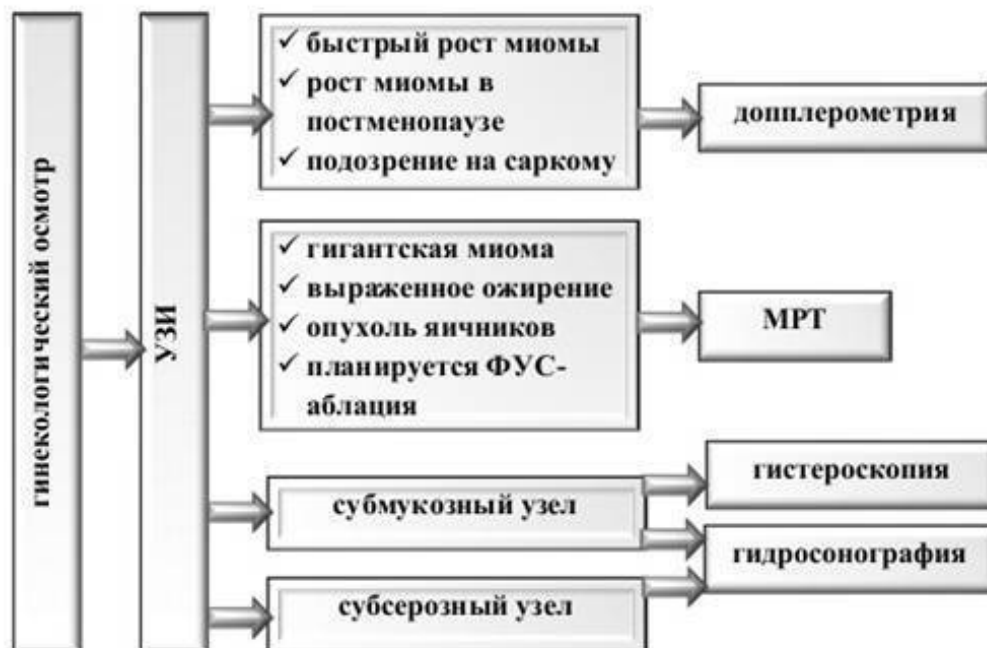 гинекологический осмотр
УЗИ
✓ быстрый рост миомы
✓ рост миомы в
постменопаузе
✓ подозрение на саркому
допплерометрия
✓ гигантская миома
✓ выраженное ожирение
✓ опухоль яичников
✓ планируется ФУС-
аблация
МРТ
субмукозный узел
гистероскопия
гидросонография
субсерозный узел